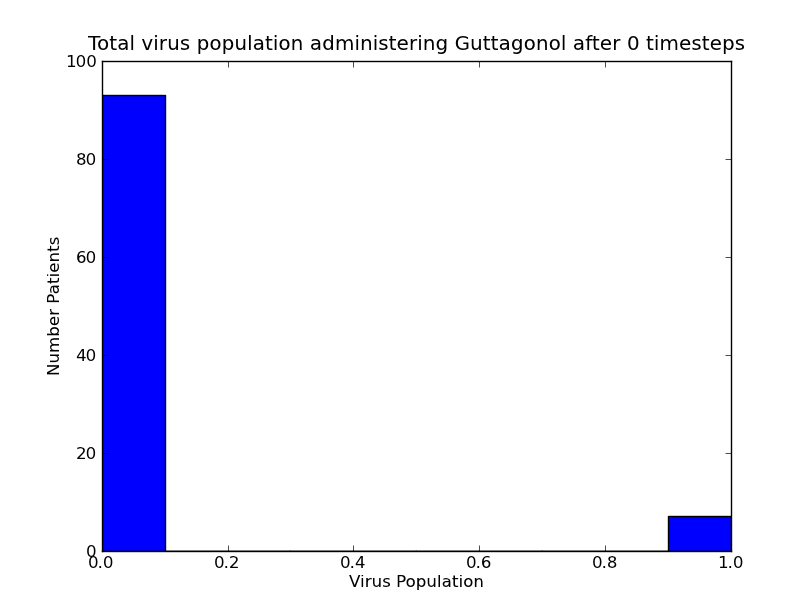 Total virus population administering Guttagonol after 0 timesteps
100
80
60
40
20
0
Number Patients
0.0 0.2 0.4 0.6 0.8 1.0
Virus Population